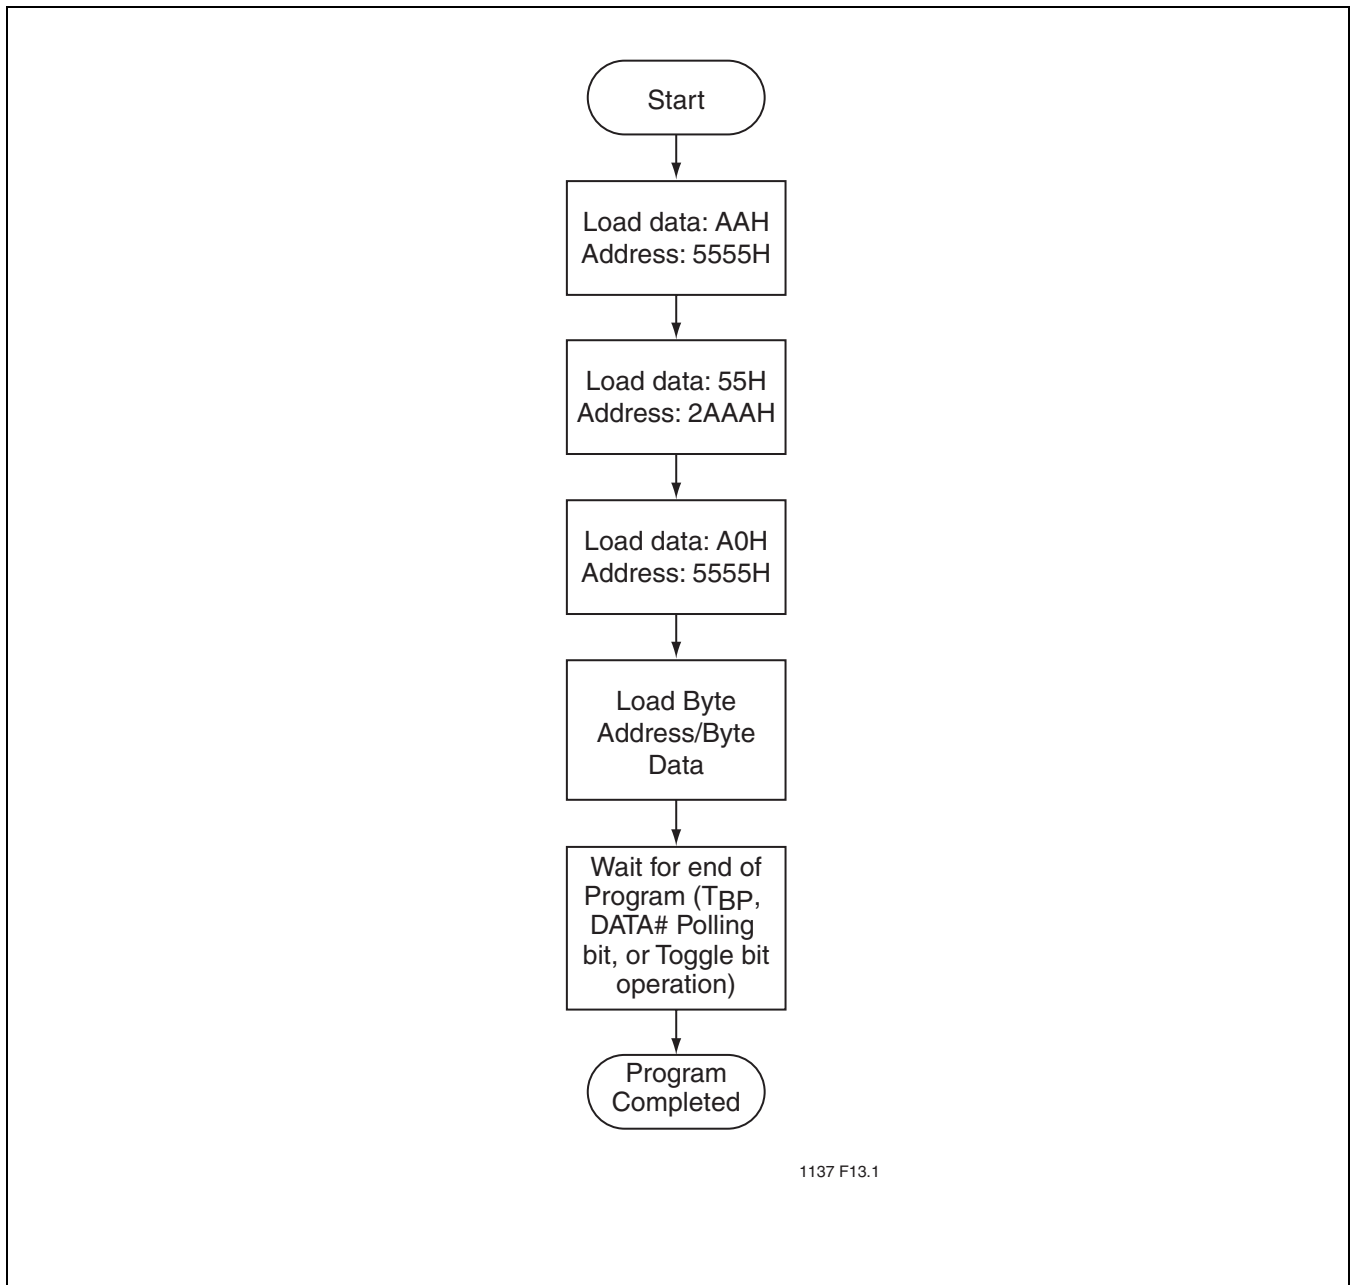 Start
Load data: AAH
Address: 5555H
Load data: 55H
Address: 2AAAH
Load data: A0H
Address: 5555H
Load Byte
Address/Byte
Data
Wait for end of
Program (TBP,
DATA# Polling
bit, or Toggle bit
operation)
Program
Completed
1137 F13.1